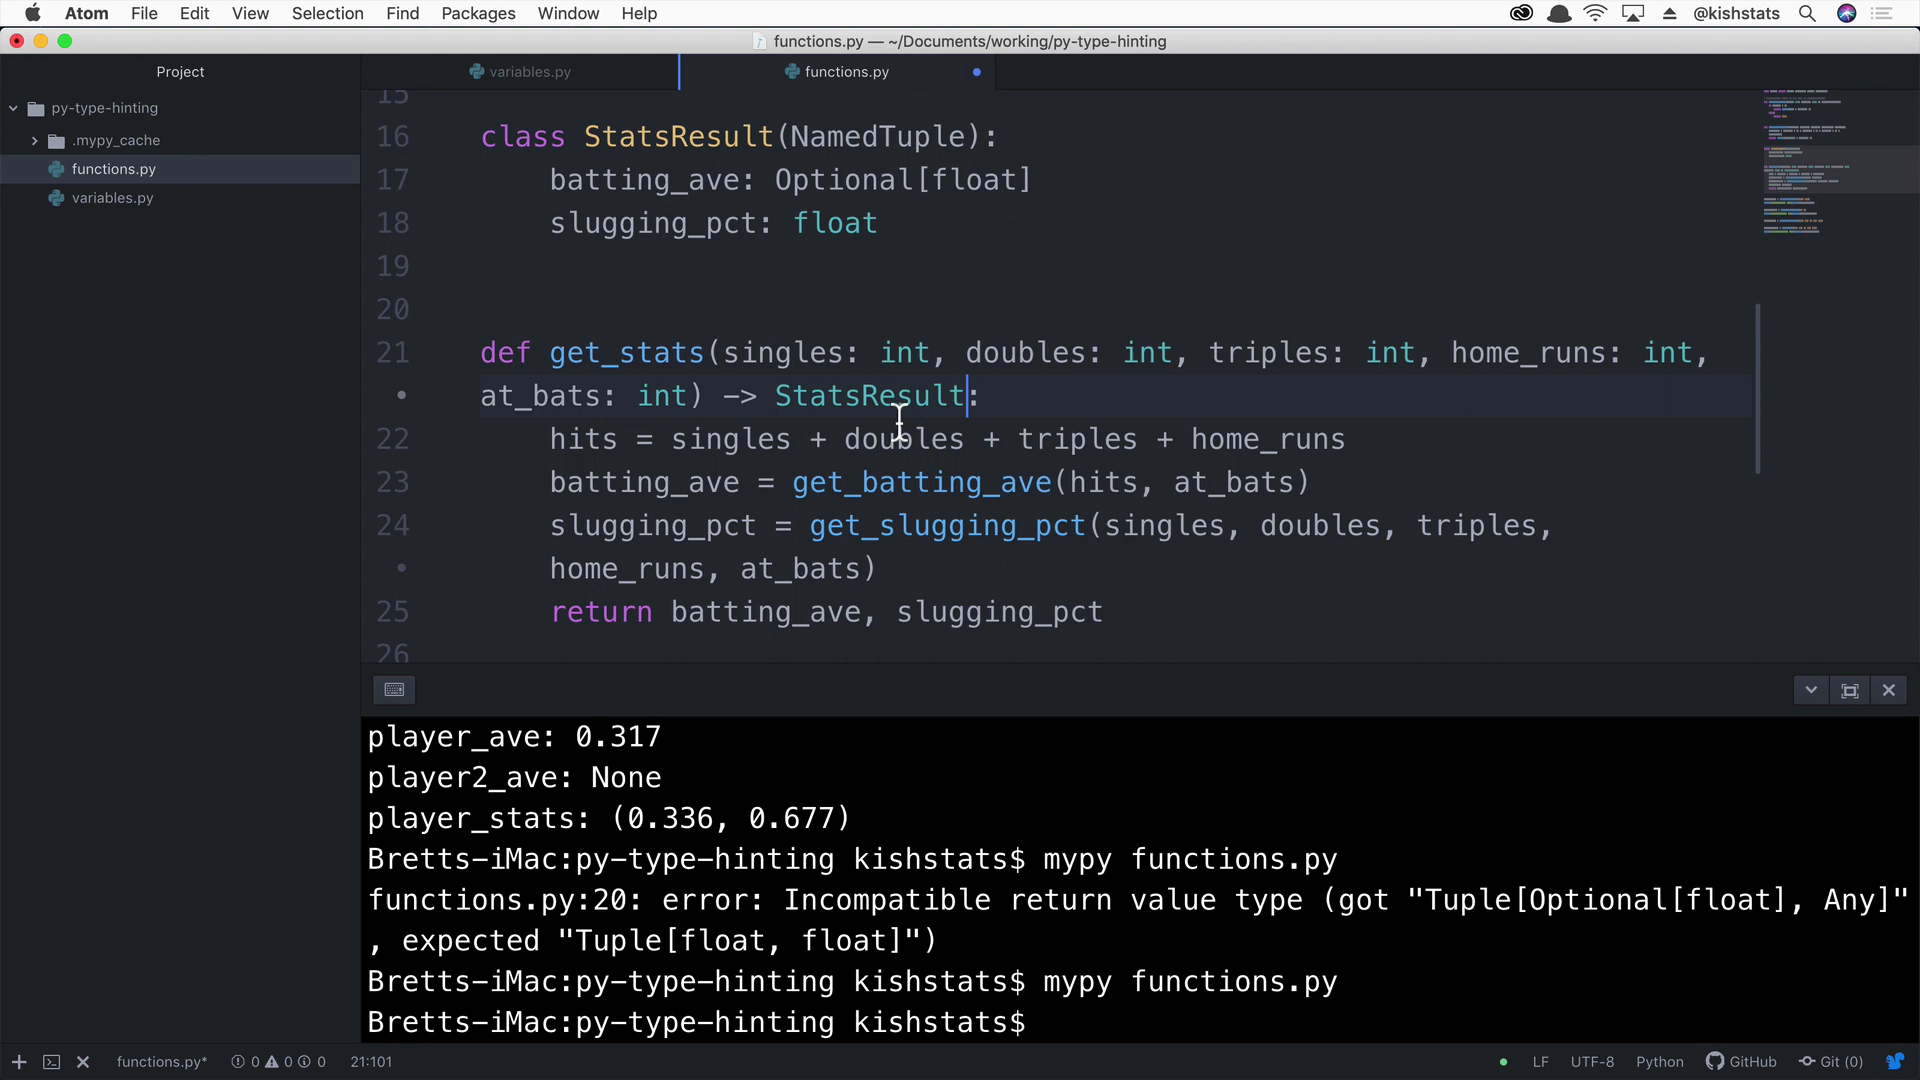 Atom File Edit View Selection Find Packages Window Help @kishstats
functions.py — ~/Documents/working/py-type-hinting
Project
variables.py
functions.py
py-type-hinting
.mypy_cache
functions.py
variables.py
15
16 class StatsResult(NamedTuple):
17 batting_ave: Optional[float]
18 slugging_pct: float
19
20
21 def get_stats(singles: int, doubles: int, triples: int, home_runs: int,
• at_bats: int) -> StatsResult:
22 hits = singles + doubles + triples + home_runs
23 batting_ave = get_batting_ave(hits, at_bats)
24 slugging_pct = get_slugging_pct(singles, doubles, triples,
• home_runs, at_bats)
25 return batting_ave, slugging_pct
26
player_ave: 0.317
player2_ave: None
player_stats: (0.336, 0.677)
Bretts-iMac:py-type-hinting kishstats$ mypy functions.py
functions.py:20: error: Incompatible return value type (got "Tuple[Optional[float], Any]"
, expected "Tuple[float, float]")
Bretts-iMac:py-type-hinting kishstats$ mypy functions.py
Bretts-iMac:py-type-hinting kishstats$
functions.py* 0 0 0 21:101 LF UTF-8 Python GitHub Git (0)